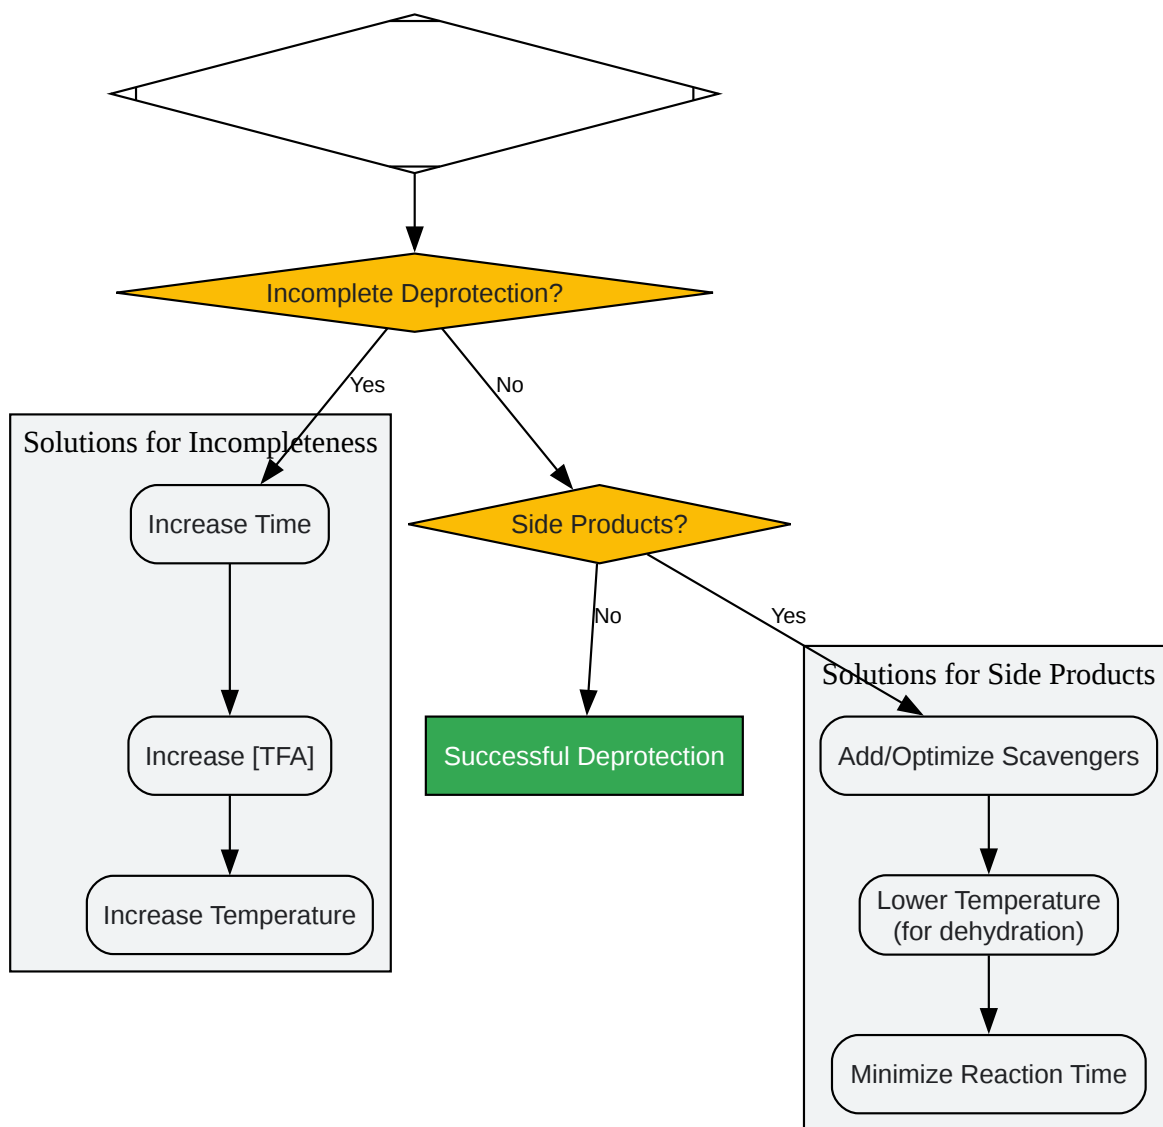 Incomplete Deprotection?
Yes
No
Solutions for Incompleteness
Increase Time
Side Products?
No
Yes
Solutions for Side Products
Increase [TFA]
Successful Deprotection
Add/Optimize Scavengers
Increase Temperature
Lower Temperature
(for dehydration)
Minimize Reaction Time